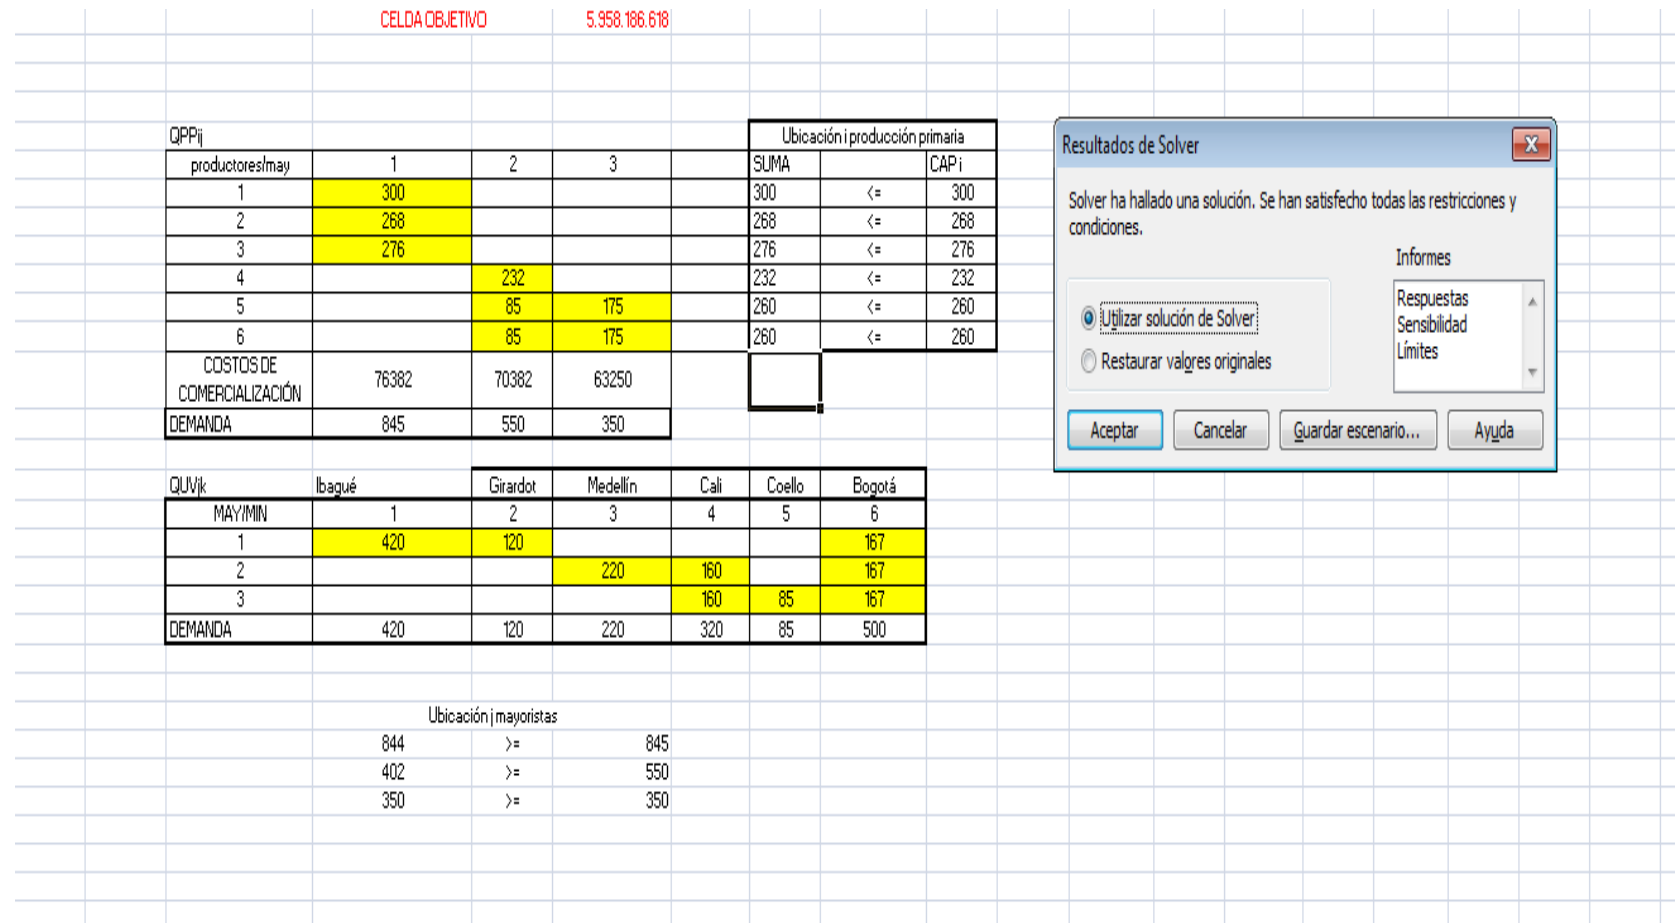 CELDA OBJETIVO 5.958.186.618
QPPij Ubicación i producción primaria
productores/may 1 2 3 SUMA CAP i
1 300 300 <= 300
2 268 268 <= 268
3 276 276 <= 276
4 232 232 <= 232
5 85 175 260 <= 260
6 85 175 260 <= 260
COSTOS DE
COMERCIALIZACIÓN 76382 70382 63250
DEMANDA 845 550 350
QUVjk Ibagué Girardot Medellín Cali Coello Bogotá
MAY/MIN 1 2 3 4 5 6
1 420 120 167
2 220 160 167
3 160 85 167
DEMANDA 420 120 220 320 85 500
Ubicación j mayoristas
844 >= 845
402 >= 550
350 >= 350
Resultados de Solver
Solver ha hallado una solución. Se han satisfecho todas las restricciones y
condiciones.
Informes
Utilizar solución de Solver
Restaurar valores originales
Respuestas
Sensibilidad
Límites
Aceptar Cancelar Guardar escenario... Ayuda